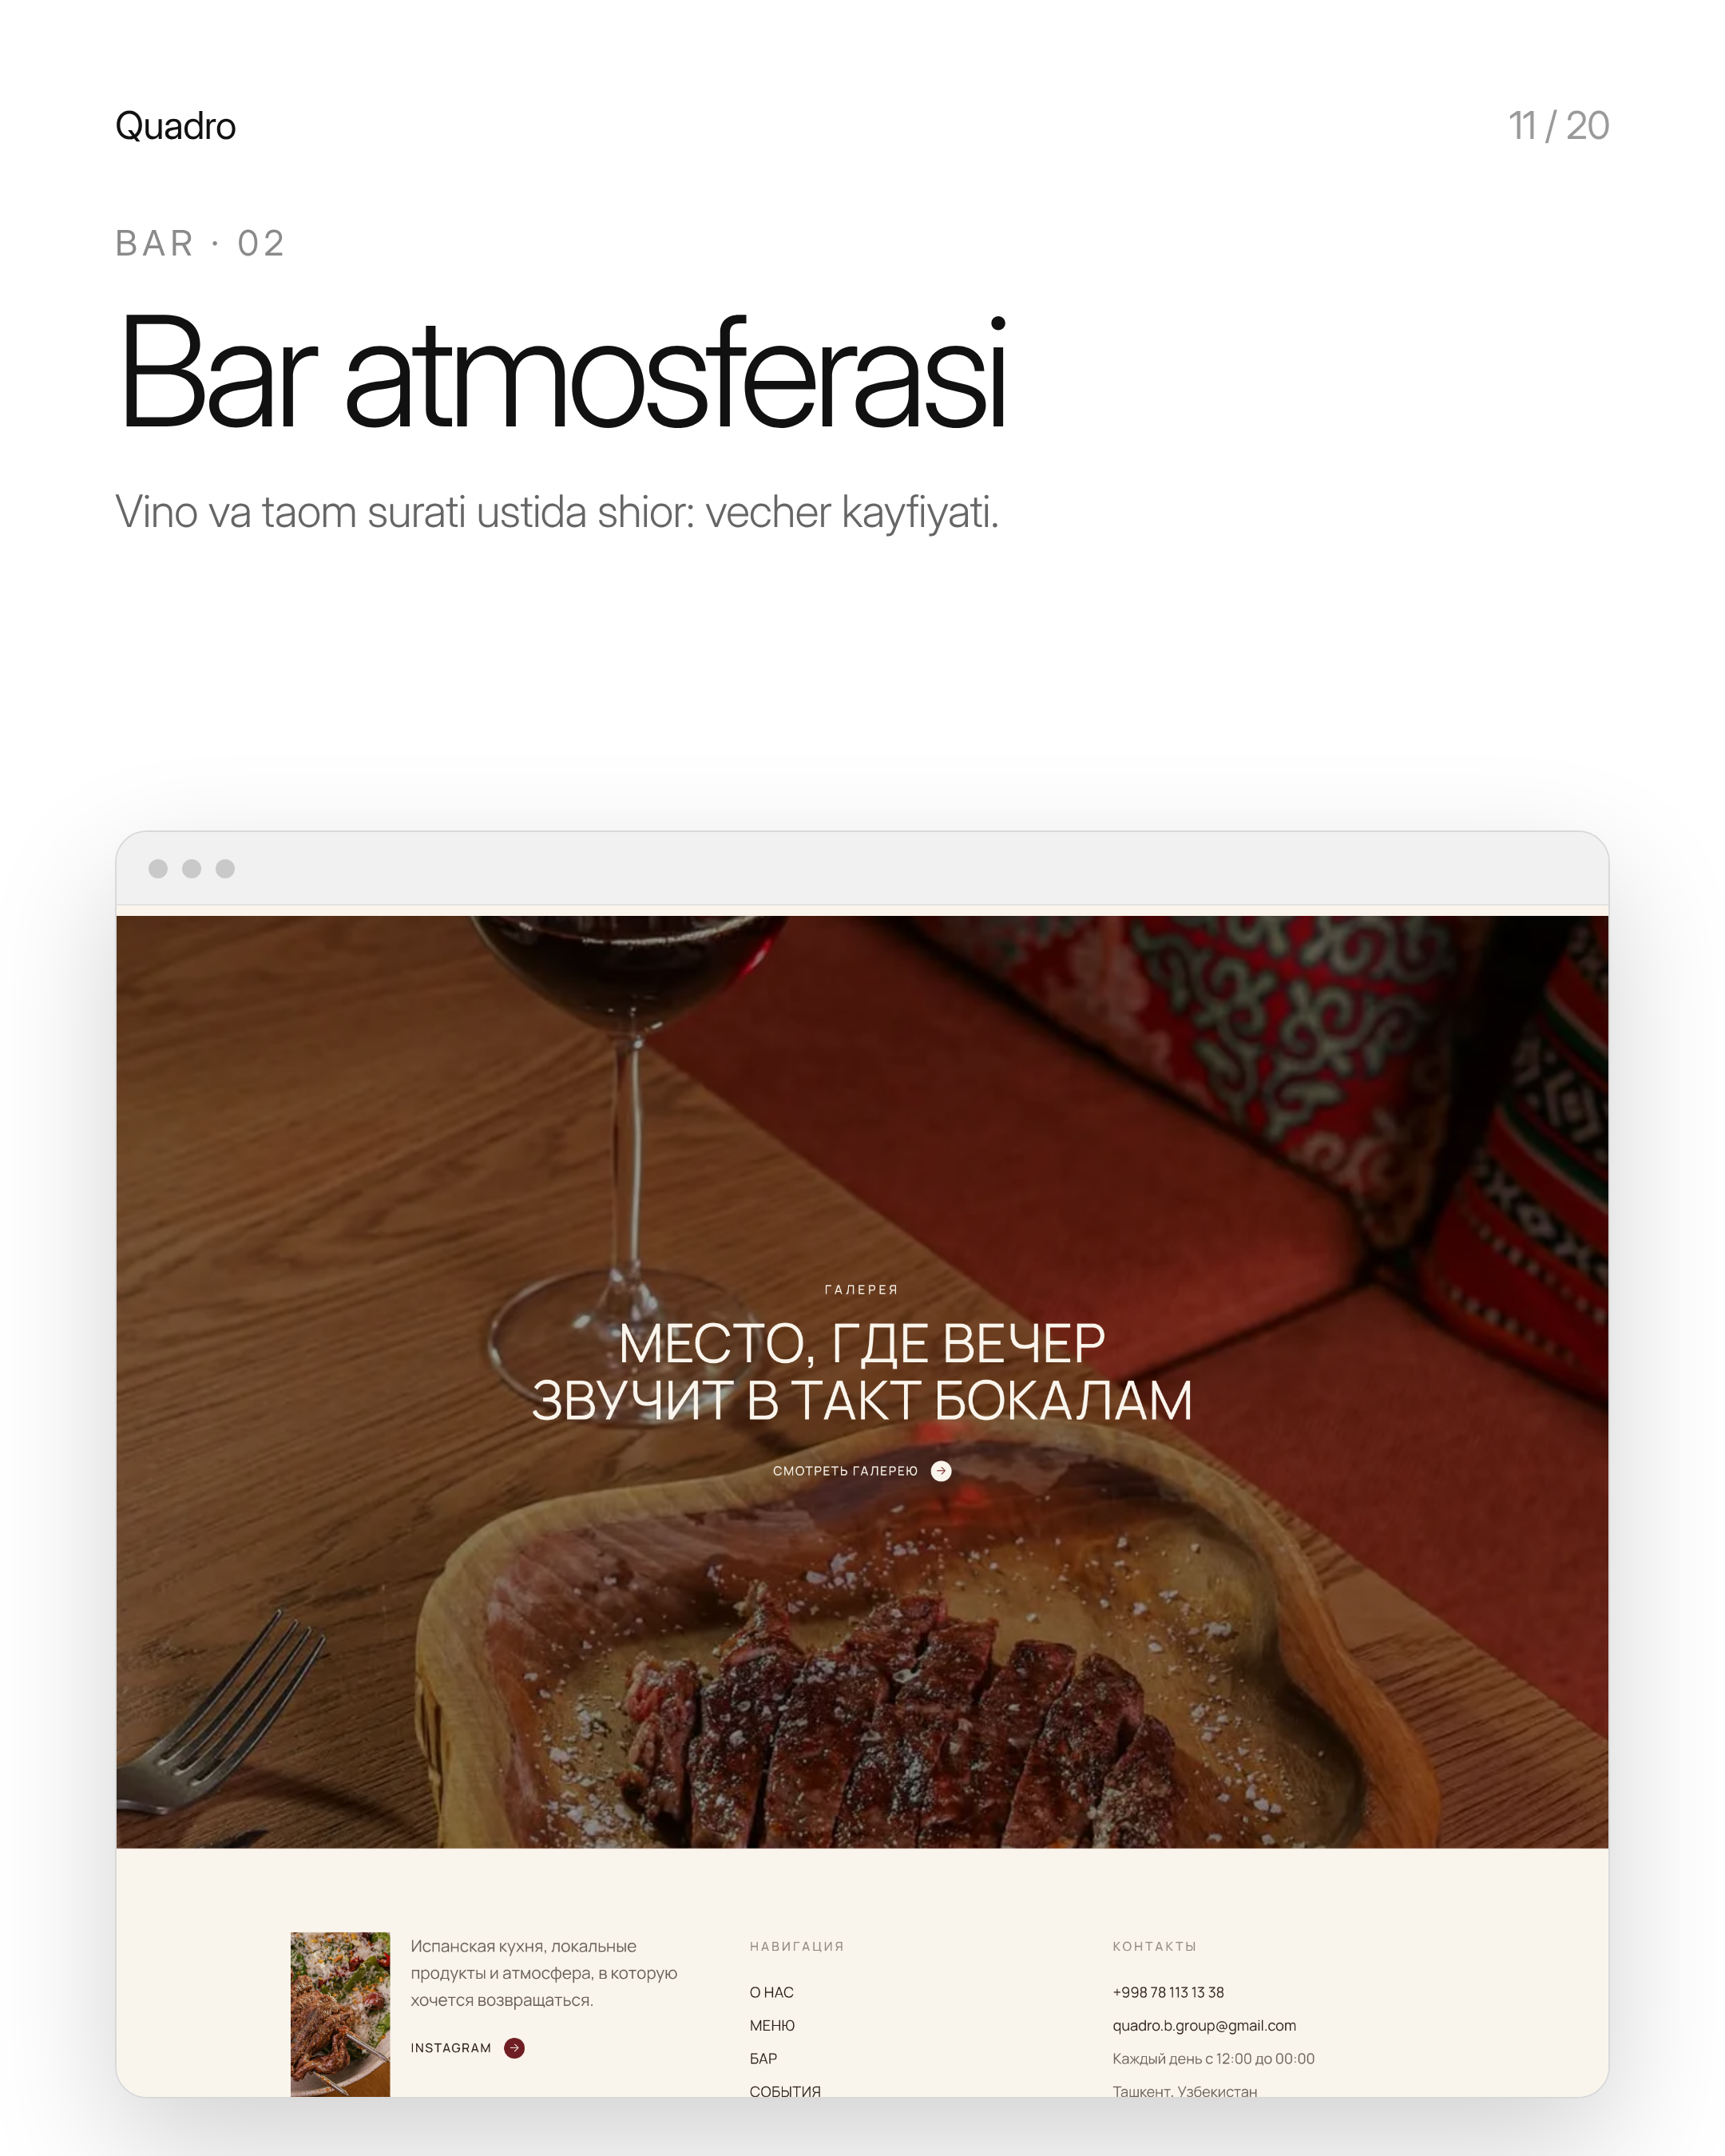 Quadro
11 / 20
BAR · 02
Bar atmosferasi
Vino va taom surati ustida shior: vecher kayfiyati.
ГАЛЕРЕЯ
МЕСТО, ГДЕ ВЕЧЕР
ЗВУЧИТ В ТАКТ БОКАЛАМ
СМОТРЕТЬ ГАЛЕРЕЮ
Испанская кухня, локальные
продукты и атмосфера, в которую
хочется возвращаться.
INSTAGRAM
НАВИГАЦИЯ
О НАС
МЕНЮ
БАР
СОБЫТИЯ
КОНТАКТЫ
+998 78 113 13 38
quadro.b.group@gmail.com
Каждый день с 12:00 до 00:00
Ташкент, Узбекистан